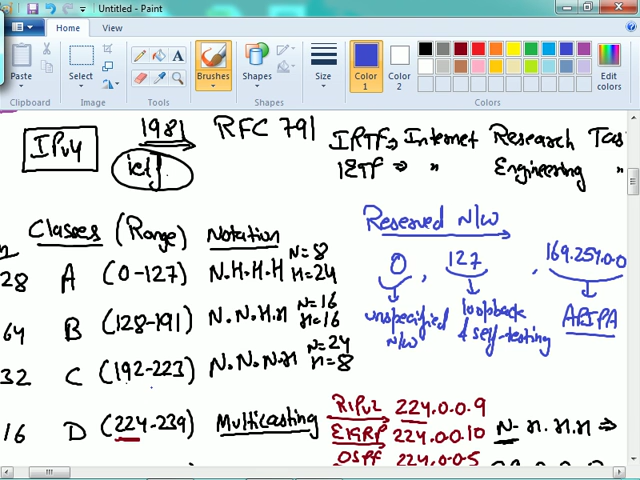 Untitled - Paint
Home View
Paste Select Brushes Shapes Size Color 1 Color 2 Edit colors
Clipboard Image Tools Colors
IPv4 1981 RFC 791
ietf
IRTF → Internet Research Tas
IETF ⇒ " Engineering "
Classes (Range) Notation
Reserved N/W
28 A (0-127) N.H.H.H N=8 H=24
64 B (128-191) N.N.H.H N=16 H=16
32 C (192-223) N.N.N.H N=24 H=8
0, 127, 169.254.0.0
unspecified N/W
loopback & self-testing
APIPA
16 D (224-239) Multicasting
RIPv2 224.0.0.9
EIGRP 224.0.0.10
OSPF 224.0.0.5
N. H. H. H ⇒